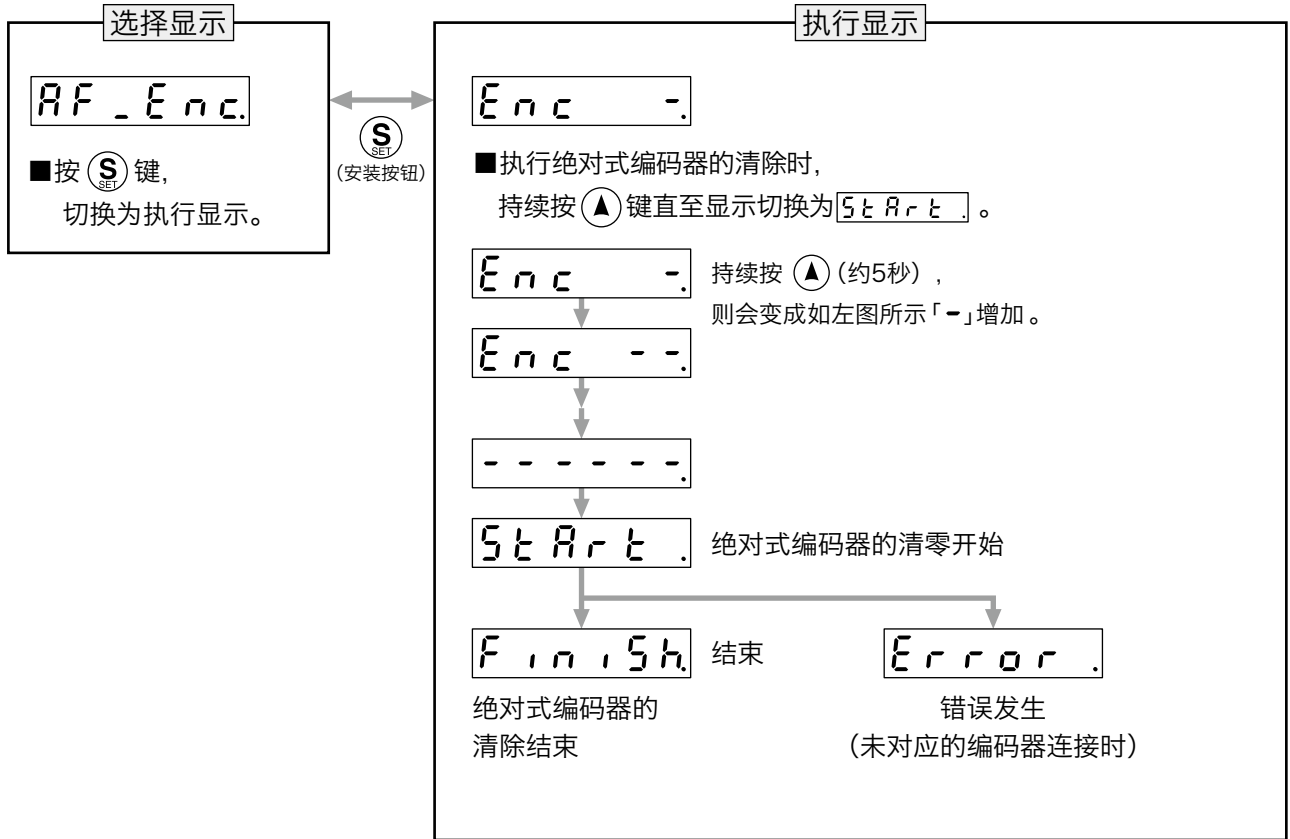 选择显示
AF_Enc.
■按 S SET 键,
切换为执行显示。
S SET
(安装按钮)
执行显示
Enc -.
■执行绝对式编码器的清除时,
持续按 ▲ 键直至显示切换为 StArt . 。
Enc -.
持续按 ▲ (约5秒) ,
则会变成如左图所示「-」增加。
Enc --.
------.
StArt .
绝对式编码器的清零开始
FiniSh.
结束
Error .
绝对式编码器的
清除结束
错误发生
(未对应的编码器连接时)